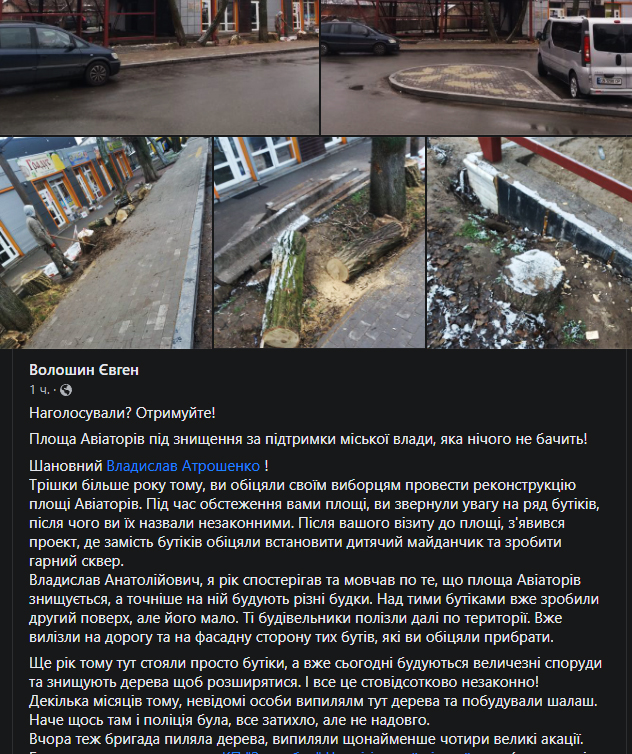 Градус
Волошин Євген
1 ч. ·
Наголосували? Отримуйте!
Площа Авіаторів під знищення за підтримки міської влади, яка нічого не бачить!
Шановний Владислав Атрошенко !
Трішки більше року тому, ви обіцяли своїм виборцям провести реконструкцію
площі Авіаторів. Під час обстеження вами площі, ви звернули увагу на ряд бутіків,
після чого ви їх назвали незаконними. Після вашого візиту до площі, з'явився
проект, де замість бутіків обіцяли встановити дитячий майданчик та зробити
гарний сквер.
Владислав Анатолійович, я рік спостерігав та мовчав по те, що площа Авіаторів
знищується, а точніше на ній будують різні будки. Над тими бутіками вже зробили
другий поверх, але його мало. Ті будівельники полізли далі по території. Вже
вилізли на дорогу та на фасадну сторону тих бутів, які ви обіцяли прибрати.
Ще рік тому тут стояли просто бутіки, а вже сьогодні будуються величезні споруди
та знищують дерева щоб розширятися. І все це стовідсотково незаконно!
Декілька місяців тому, невідомі особи випилялм тут дерева та побудували шалаш.
Наче щось там і поліція була, все затихло, але не надовго.
Вчора теж бригада пиляла дерева, випиляли щонайменше чотири великі акації.